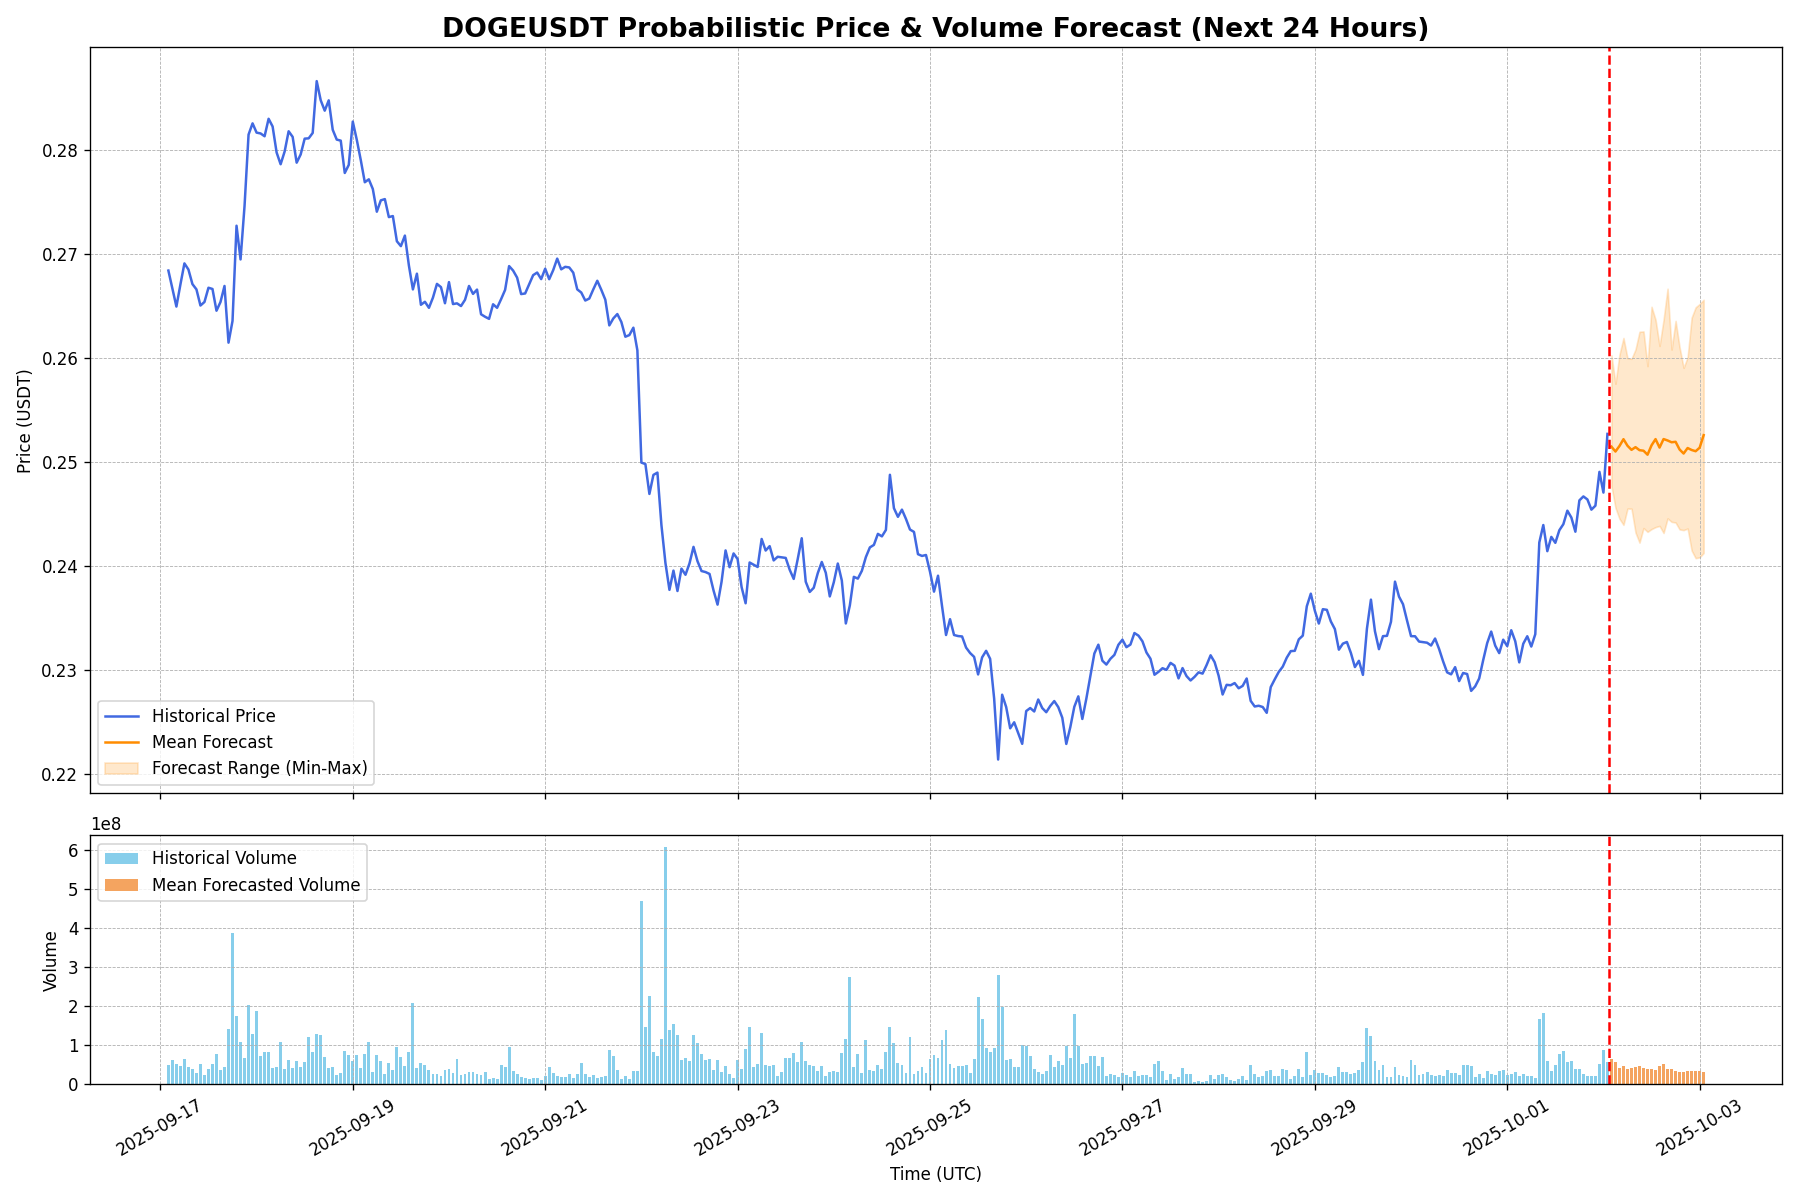 DOGEUSDT Probabilistic Price & Volume Forecast (Next 24 Hours)
Price (USDT)
0.28
0.27
0.26
0.25
0.24
0.23
0.22
Historical Price
Mean Forecast
Forecast Range (Min-Max)
1e8
Volume
6
5
4
3
2
1
0
Historical Volume
Mean Forecasted Volume
2025-09-17
2025-09-19
2025-09-21
2025-09-23
2025-09-25
2025-09-27
2025-09-29
2025-10-01
2025-10-03
Time (UTC)